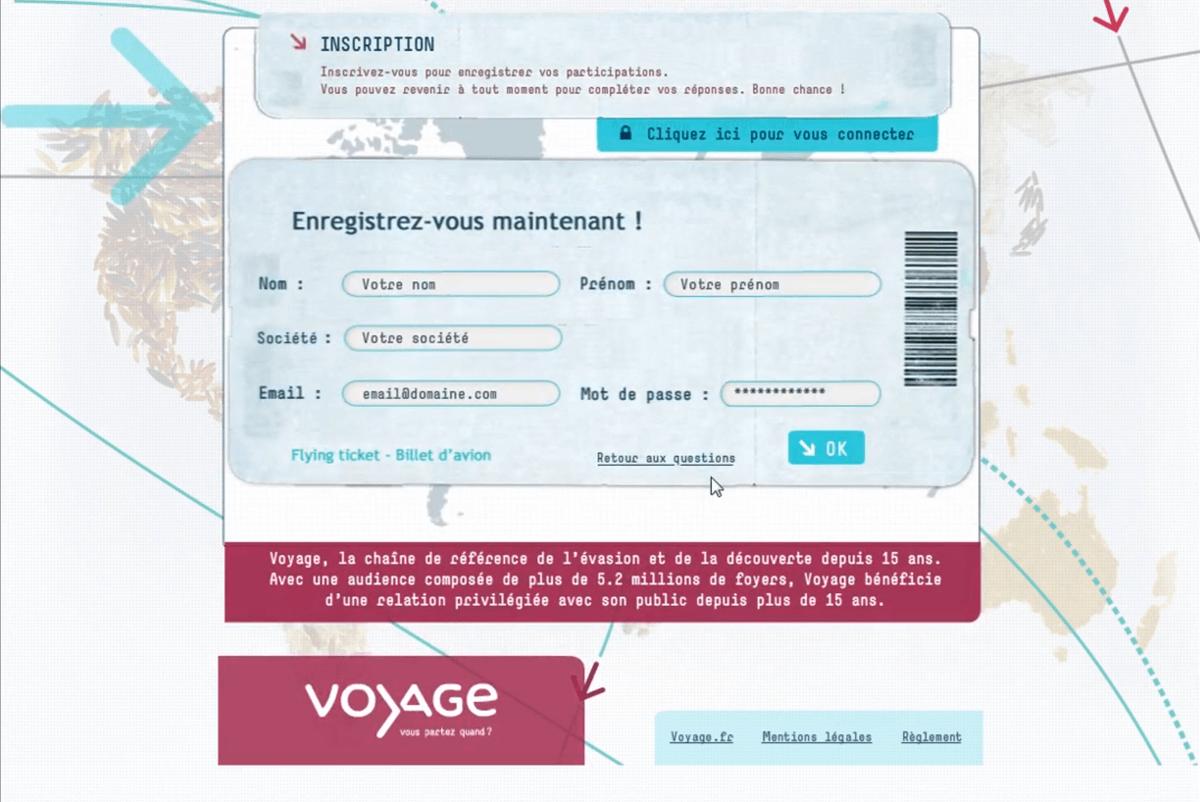 INSCRIPTION
Inscrivez-vous pour enregistrer vos participations.
Vous pouvez revenir à tout moment pour compléter vos réponses. Bonne chance !
Cliquez ici pour vous connecter
Enregistrez-vous maintenant !
Nom : Votre nom Prénom : Votre prénom
Société : Votre société
Email : email@domaine.com Mot de passe : ************
Flying ticket - Billet d'avion Retour aux questions OK
Voyage, la chaîne de référence de l'évasion et de la découverte depuis 15 ans.
Avec une audience composée de plus de 5.2 millions de foyers, Voyage bénéficie
d'une relation privilégiée avec son public depuis plus de 15 ans.
VOYAGE
vous partez quand ?
Voyage.fr Mentions légales Règlement